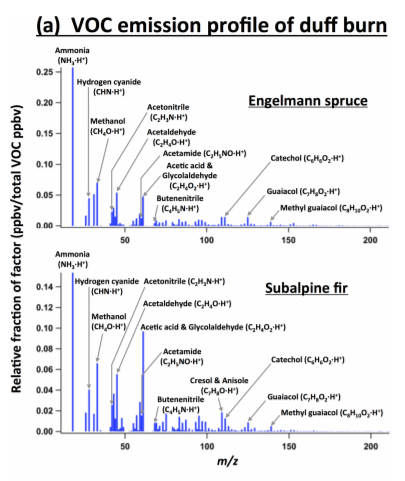 (a) VOC emission profile of duff burn
Relative fraction of factor (ppbv/total VOC ppbv)
Ammonia
(NH₃·H⁺)
0.25
0.20
0.15
0.10
0.05
0.00
Hydrogen cyanide
(CHN·H⁺)
Methanol
(CH₄O·H⁺)
Engelmann spruce
Acetonitrile
(C₂H₃N·H⁺)
Acetaldehyde
(C₂H₄O·H⁺)
Acetamide (C₂H₅NO·H⁺)
Acetic acid &
Glycolaldehyde
(C₂H₄O₂·H⁺)
Butenenitrile
(C₄H₅N·H⁺)
Catechol (C₆H₆O₂·H⁺)
Guaiacol (C₇H₈O₂·H⁺)
Methyl guaiacol (C₈H₁₀O₂·H⁺)
50
100
150
200
Ammonia
(NH₃·H⁺)
0.14
0.12
0.10
0.08
0.06
0.04
0.02
0.00
Hydrogen cyanide
(CHN·H⁺)
Methanol
(CH₄O·H⁺)
Acetonitrile (C₂H₃N·H⁺)
Subalpine fir
Acetaldehyde (C₂H₄O·H⁺)
Acetic acid & Glycolaldehyde (C₂H₄O₂·H⁺)
Acetamide
(C₂H₅NO·H⁺)
Cresol & Anisole
(C₇H₈O·H⁺)
Butenenitrile
(C₄H₅N·H⁺)
Catechol (C₆H₆O₂·H⁺)
Guaiacol (C₇H₈O₂·H⁺)
Methyl guaiacol (C₈H₁₀O₂·H⁺)
50
100
150
200
m/z